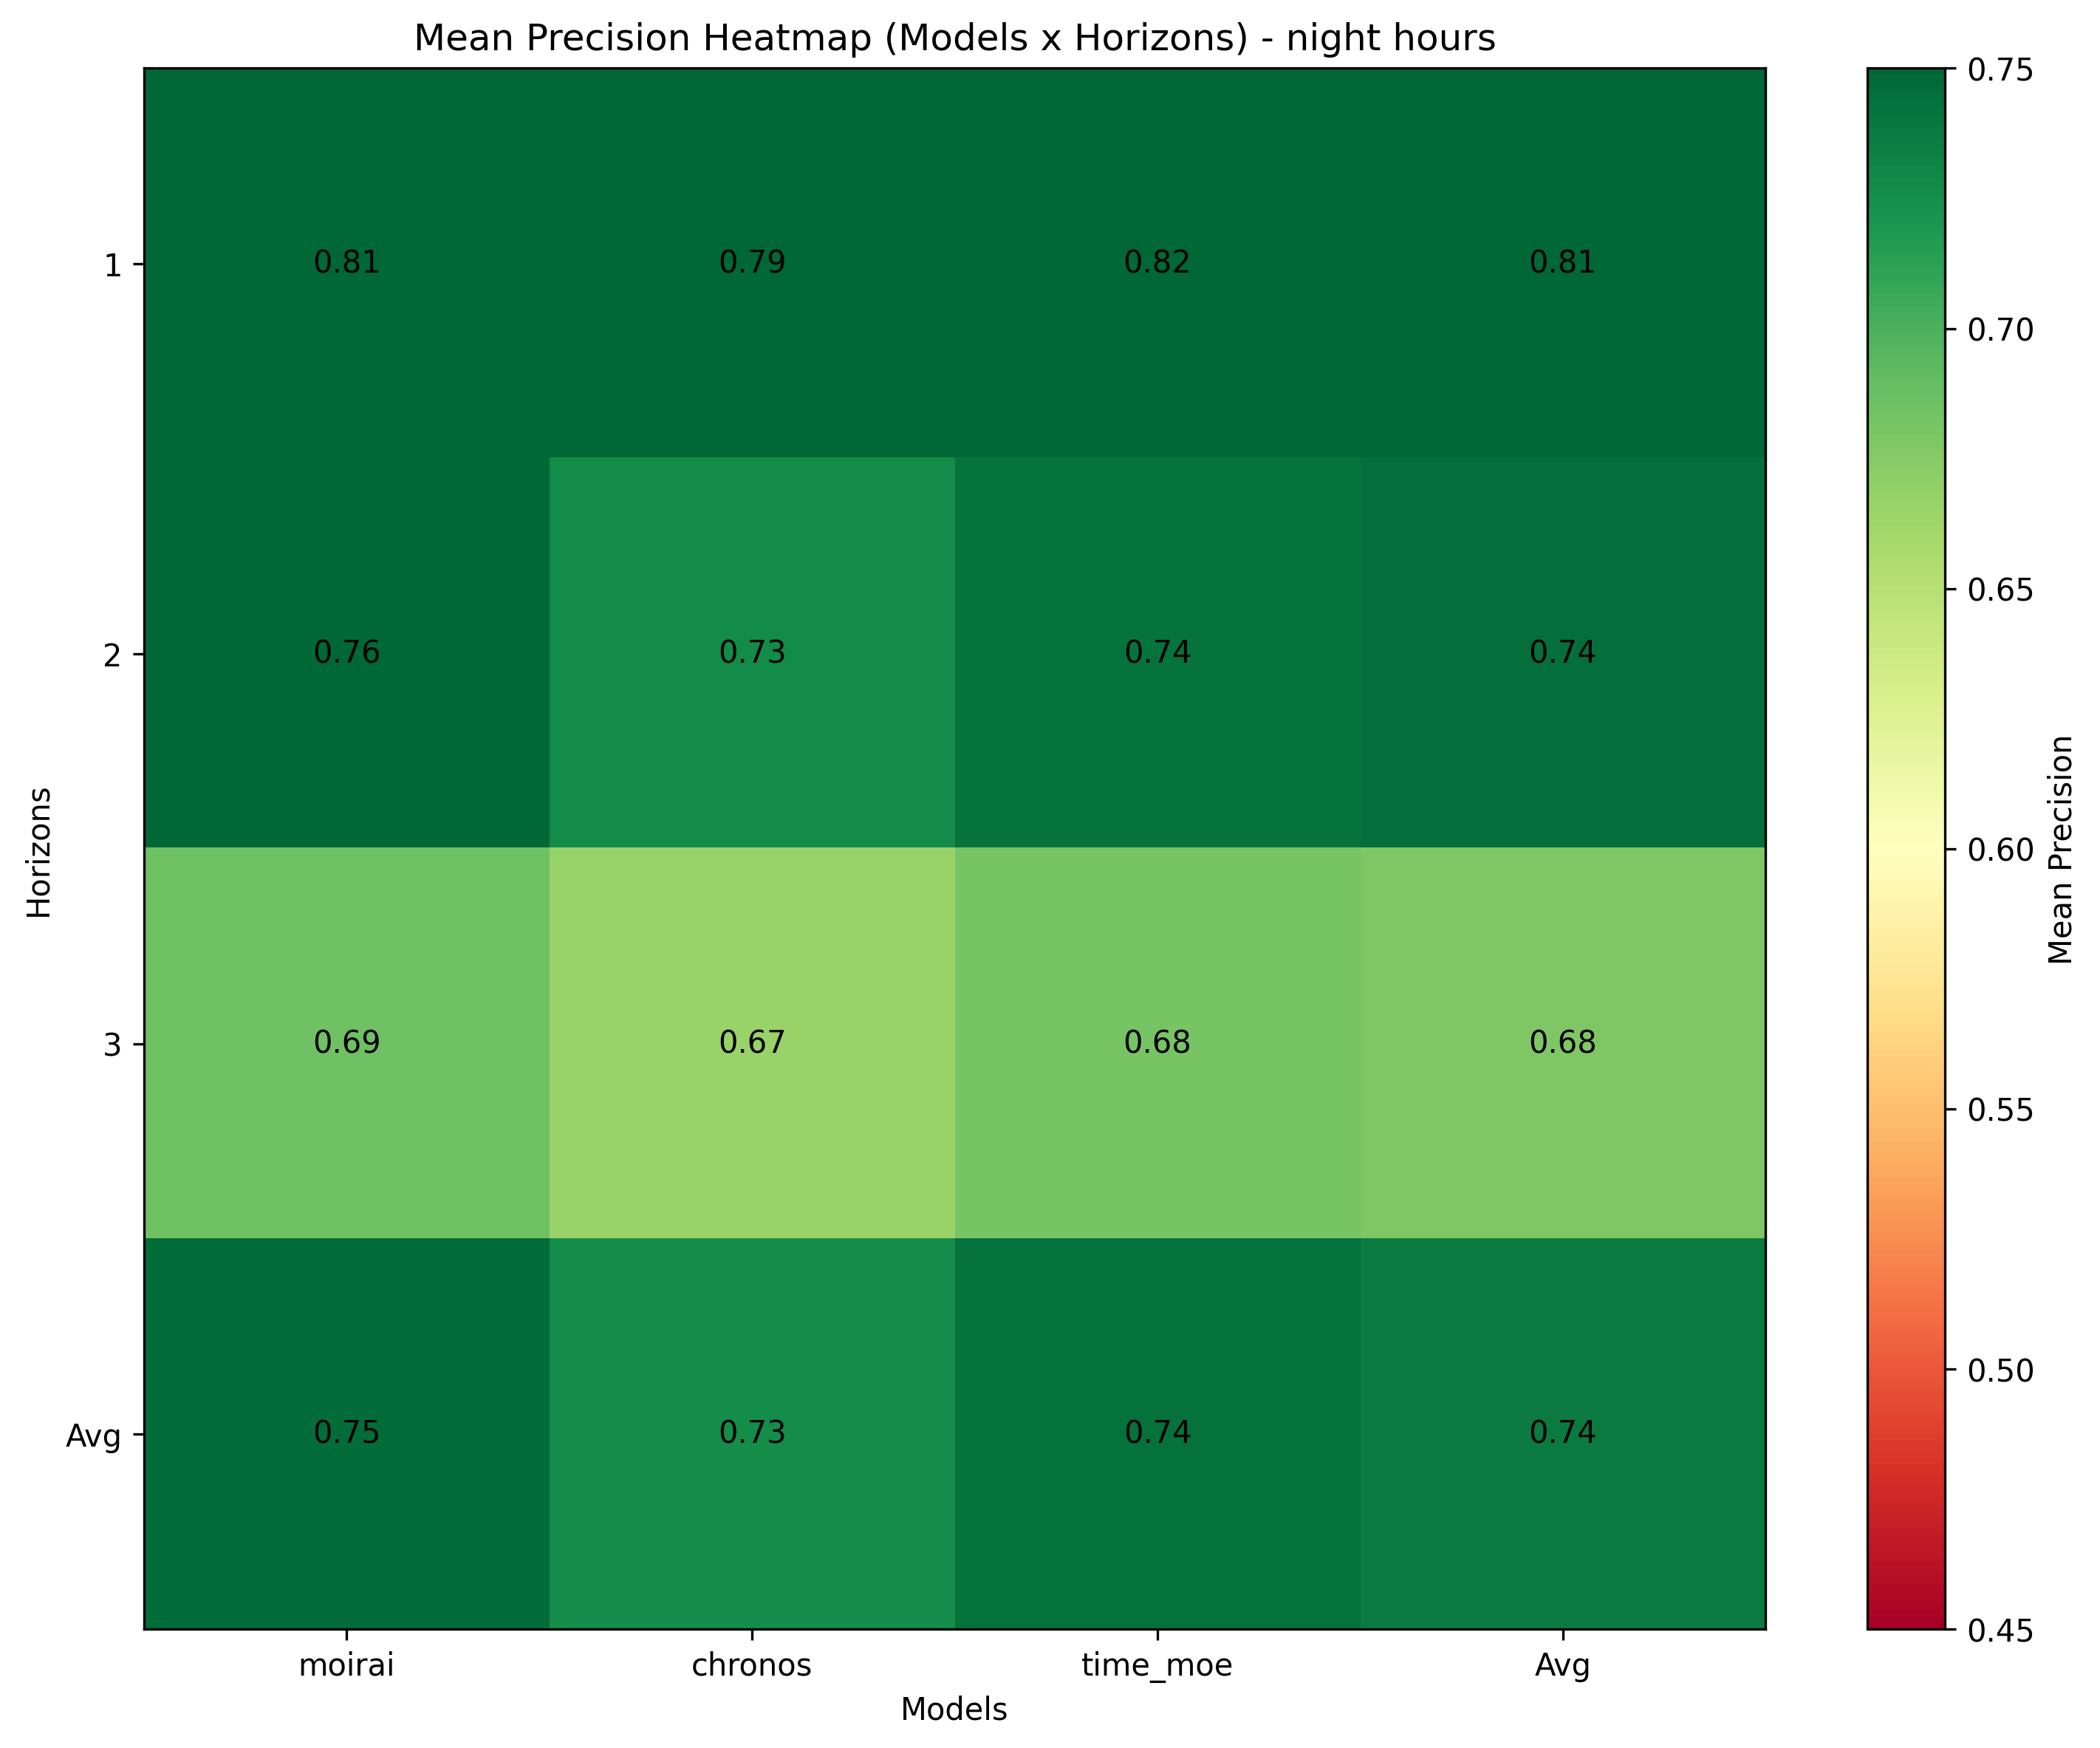 Mean Precision Heatmap (Models x Horizons) - night hours
Horizons
1 0.81 0.79 0.82 0.81
2 0.76 0.73 0.74 0.74
3 0.69 0.67 0.68 0.68
Avg 0.75 0.73 0.74 0.74
moirai chronos time_moe Avg
Models
0.75
0.70
0.65
0.60
0.55
0.50
0.45
Mean Precision